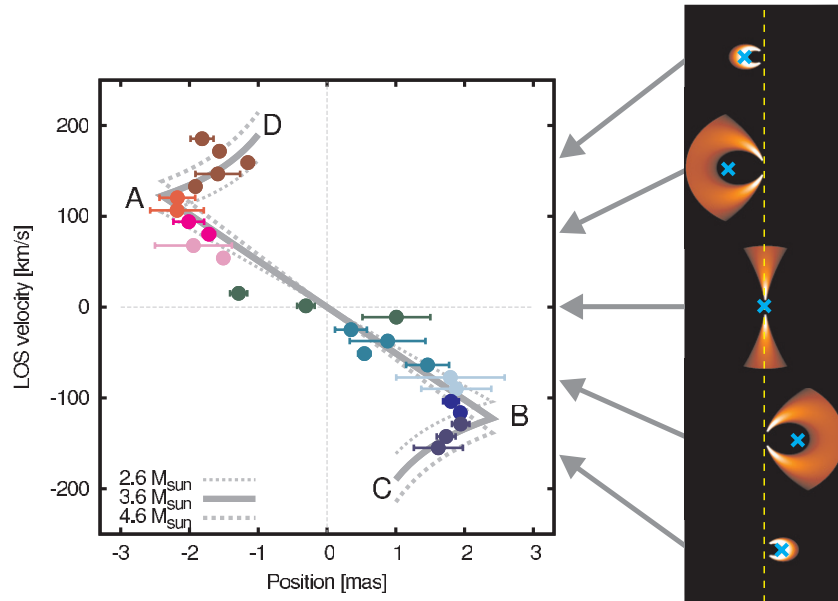 D
200
A
100
0
-100
B
C
-200
2.6 Msun
3.6 Msun
4.6 Msun
-3 -2 -1 0 1 2 3
Position [mas]
LOS velocity [km/s]